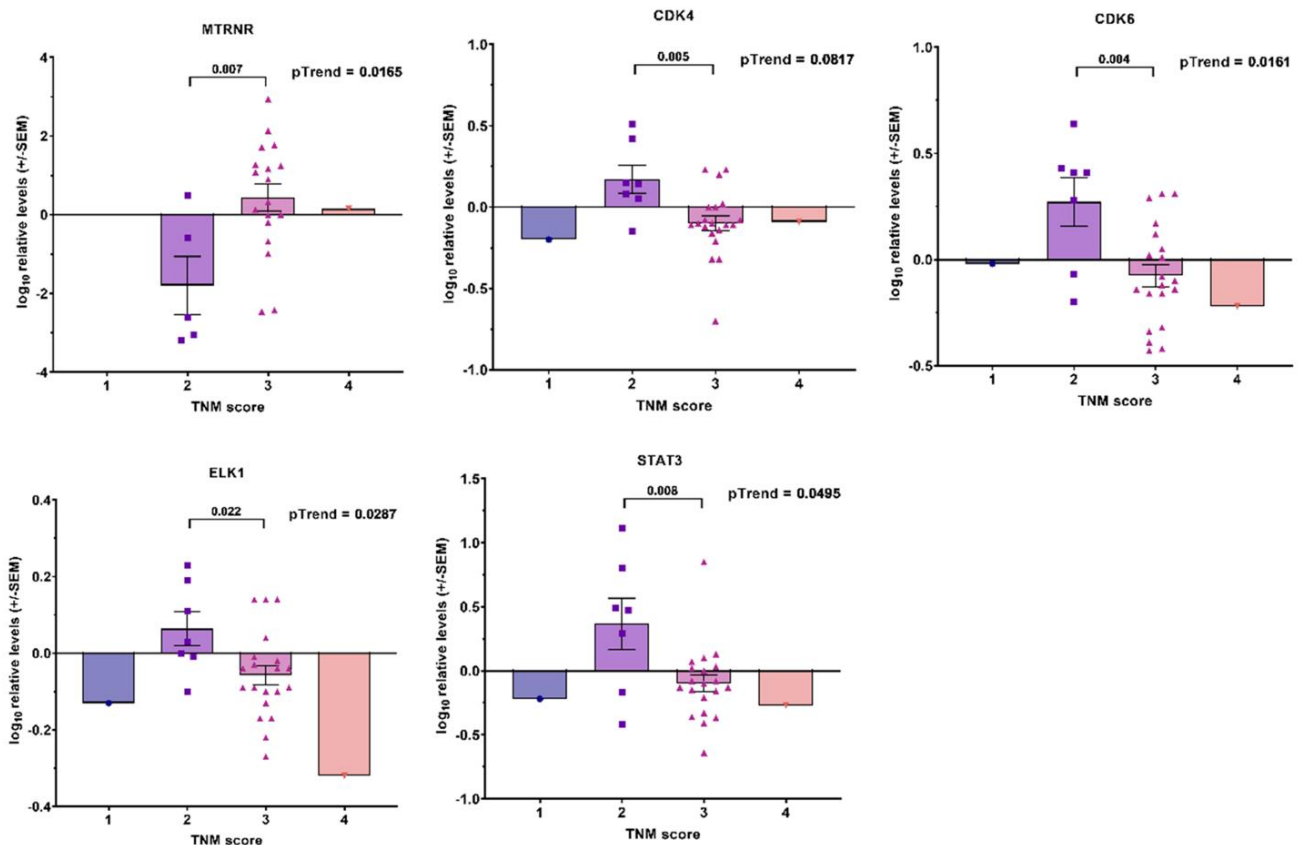 MTRNR
0.007
pTrend = 0.0165
4
2
0
-2
-4
log10 relative levels (+/-SEM)
1 2 3 4
TNM score
CDK4
0.005
pTrend = 0.0817
1.0
0.5
0.0
-0.5
-1.0
log10 relative levels (+/-SEM)
1 2 3 4
TNM score
CDK6
0.004
pTrend = 0.0161
1.0
0.5
0.0
-0.5
log10 relative levels (+/-SEM)
1 2 3 4
TNM score
ELK1
0.022
pTrend = 0.0287
0.4
0.2
0.0
-0.2
-0.4
log10 relative levels (+/-SEM)
1 2 3 4
TNM score
STAT3
0.008
pTrend = 0.0495
1.5
1.0
0.5
0.0
-0.5
-1.0
log10 relative levels (+/-SEM)
1 2 3 4
TNM score